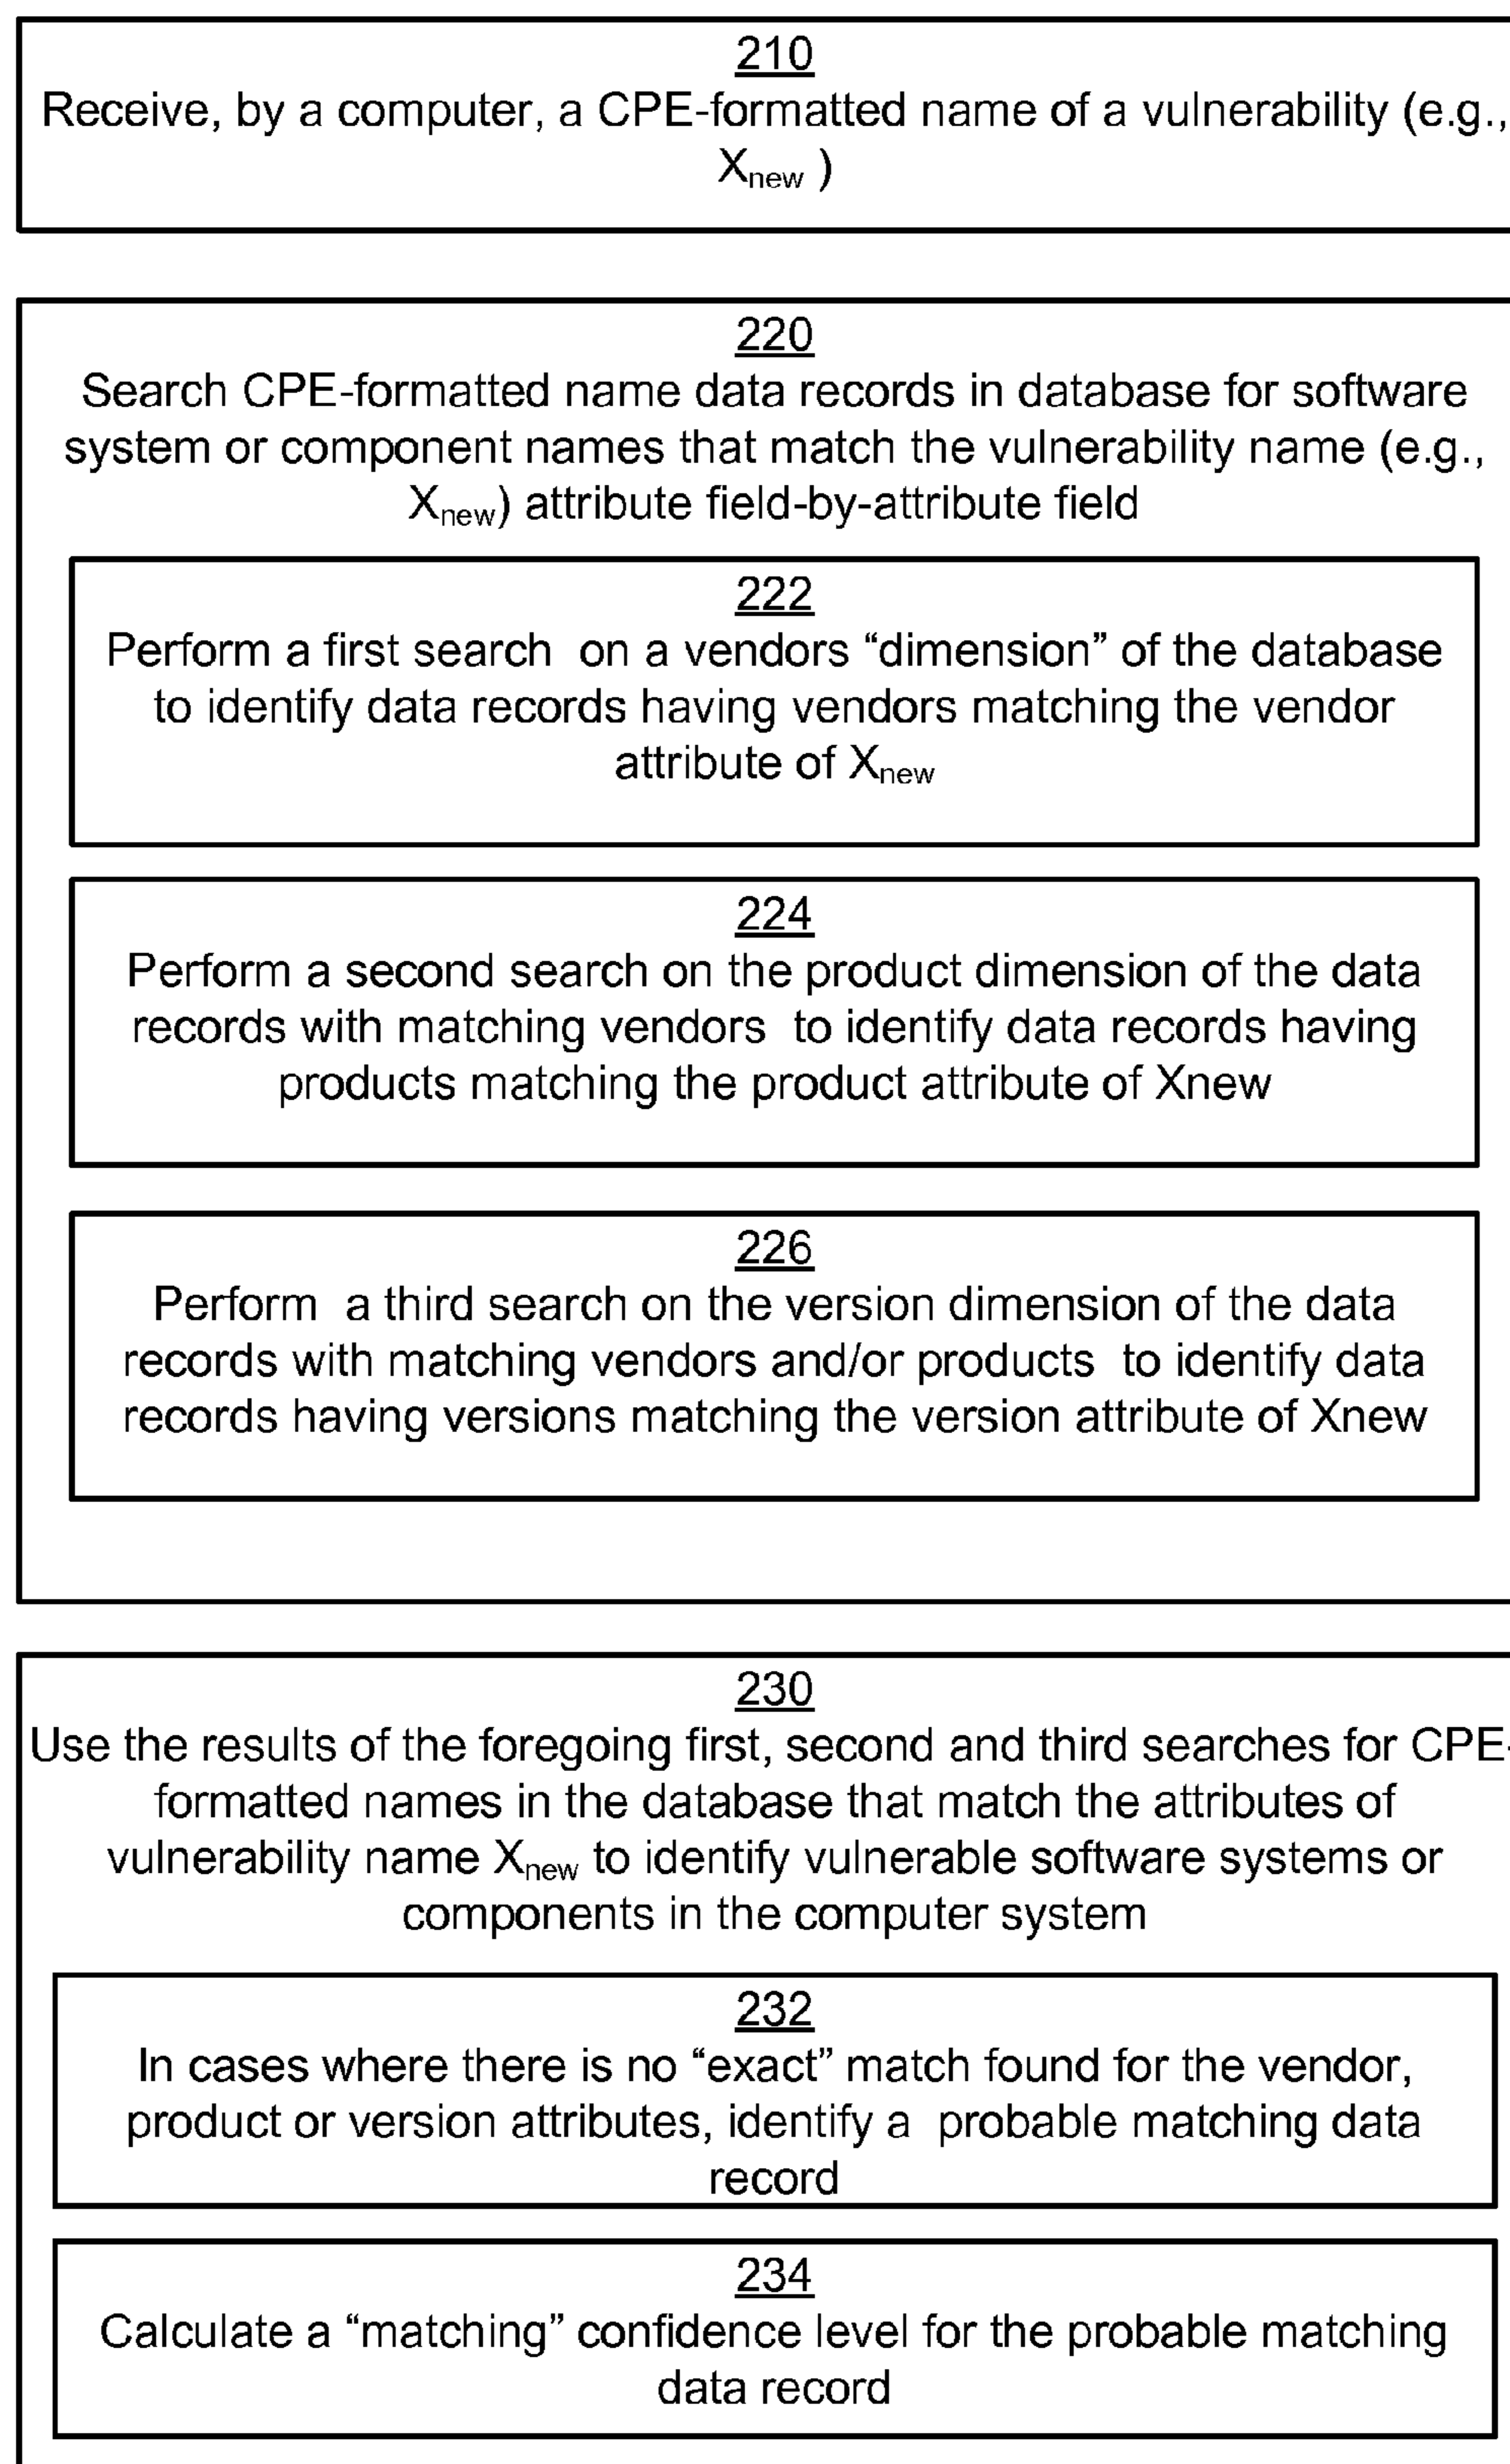 210
Receive, by a computer, a CPE-formatted name of a vulnerability (e.g.,
Xnew )
220
Search CPE-formatted name data records in database for software
system or component names that match the vulnerability name (e.g.,
Xnew) attribute field-by-attribute field
222
Perform a first search on a vendors “dimension” of the database
to identify data records having vendors matching the vendor
attribute of Xnew
224
Perform a second search on the product dimension of the data
records with matching vendors to identify data records having
products matching the product attribute of Xnew
226
Perform a third search on the version dimension of the data
records with matching vendors and/or products to identify data
records having versions matching the version attribute of Xnew
230
Use the results of the foregoing first, second and third searches for CPE-
formatted names in the database that match the attributes of
vulnerability name Xnew to identify vulnerable software systems or
components in the computer system
232
In cases where there is no “exact” match found for the vendor,
product or version attributes, identify a probable matching data
record
234
Calculate a “matching” confidence level for the probable matching
data record